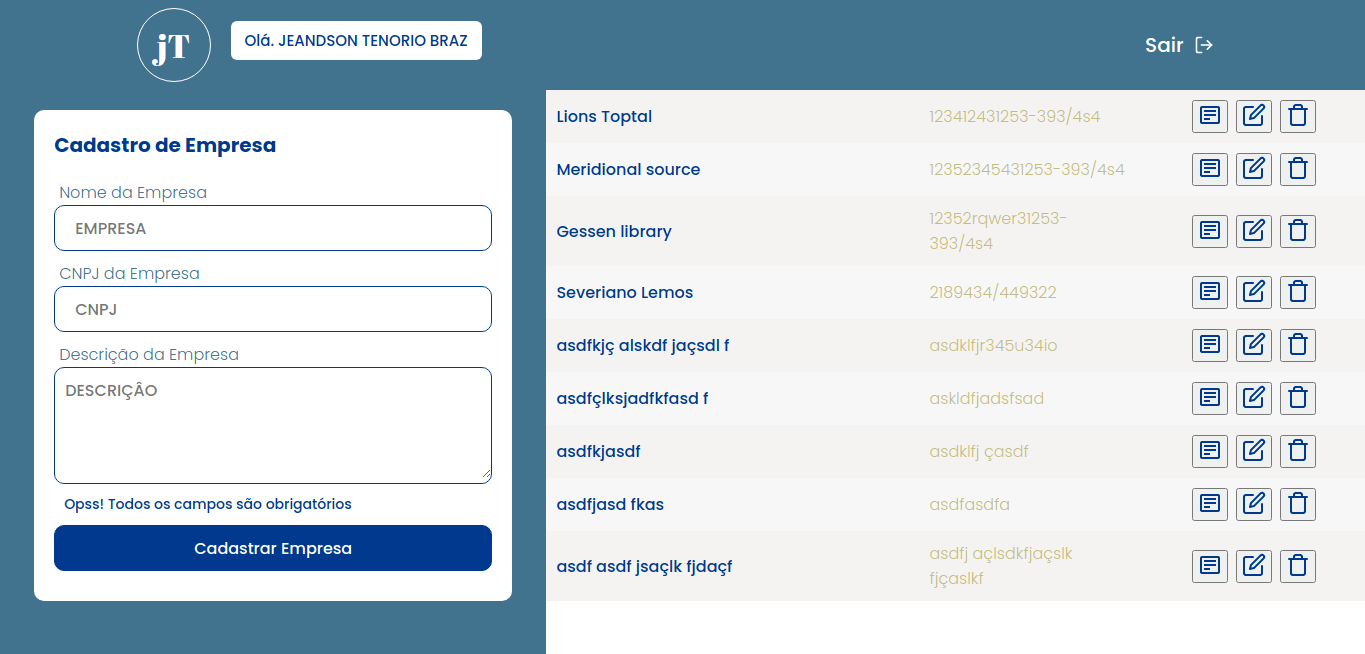 jT
Olá. JEANDSON TENORIO BRAZ
Sair
Cadastro de Empresa
Nome da Empresa
EMPRESA
CNPJ da Empresa
CNPJ
Descrição da Empresa
DESCRIÇÂO
Opss! Todos os campos são obrigatórios
Cadastrar Empresa
Lions Toptal 123412431253-393/4s4
Meridional source 12352345431253-393/4s4
Gessen library 12352rqwer31253-
393/4s4
Severiano Lemos 2189434/449322
asdfkjç alskdf jaçsdl f asdklfjr345u34io
asdfçlksjadfkfasd f askldfjadsfsad
asdfkjasdf asdklfj çasdf
asdfjasd fkas asdfasdfa
asdf asdf jsaçlk fjdaçf asdfj açlsdkfjaçslk
fjçaslkf